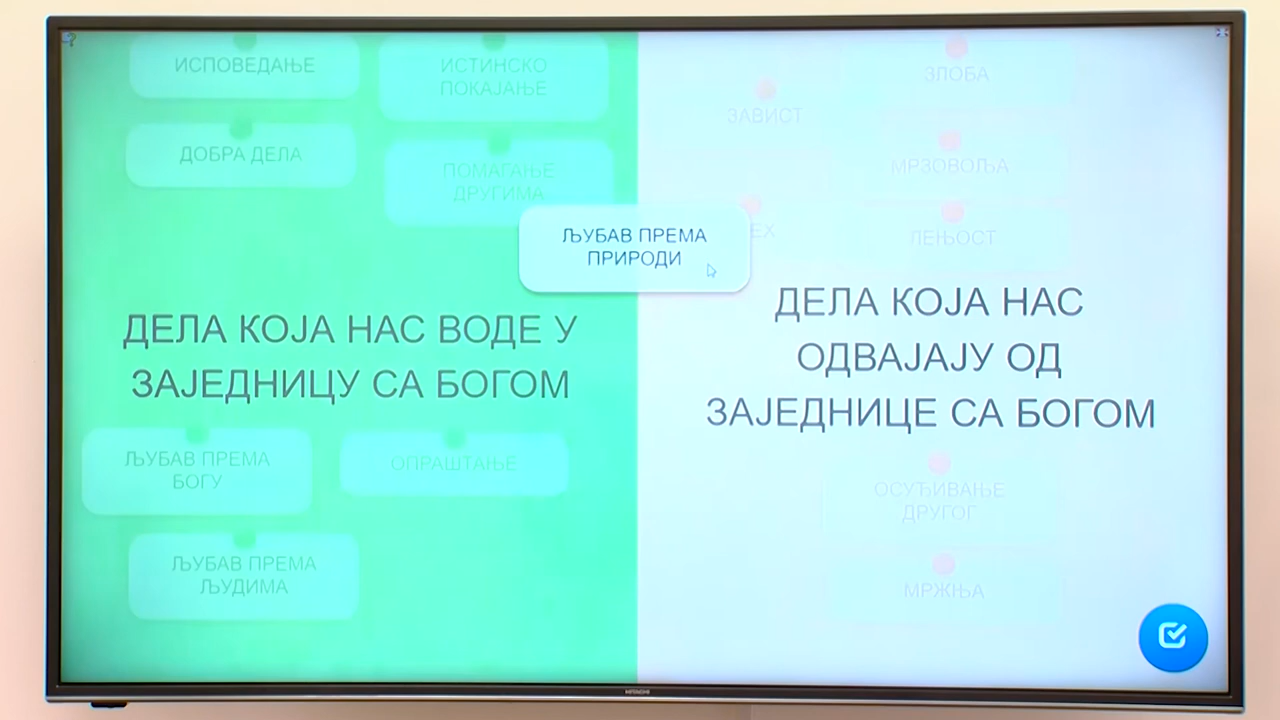 ИСПОВЕДАЊЕ
ИСТИНСКО
ПОКАЈАЊЕ
ДОБРА ДЕЛА
ПОМАГАЊЕ
ДРУГИМА
ЉУБАВ ПРЕМА
ПРИРОДИ
ДЕЛА КОЈА НАС ВОДЕ У
ЗАЈЕДНИЦУ СА БОГОМ
ЉУБАВ ПРЕМА
БОГУ
ОПРАШТАЊЕ
ЉУБАВ ПРЕМА
ЉУДИМА
ЗЛОБА
ЗАВИСТ
МРЗОВОЉА
ЛЕЊОСТ
ДЕЛА КОЈА НАС
ОДВАЈАЈУ ОД
ЗАЈЕДНИЦЕ СА БОГОМ
ОСУЂИВАЊЕ
ДРУГОГ
МРЖЊА
HITACHI